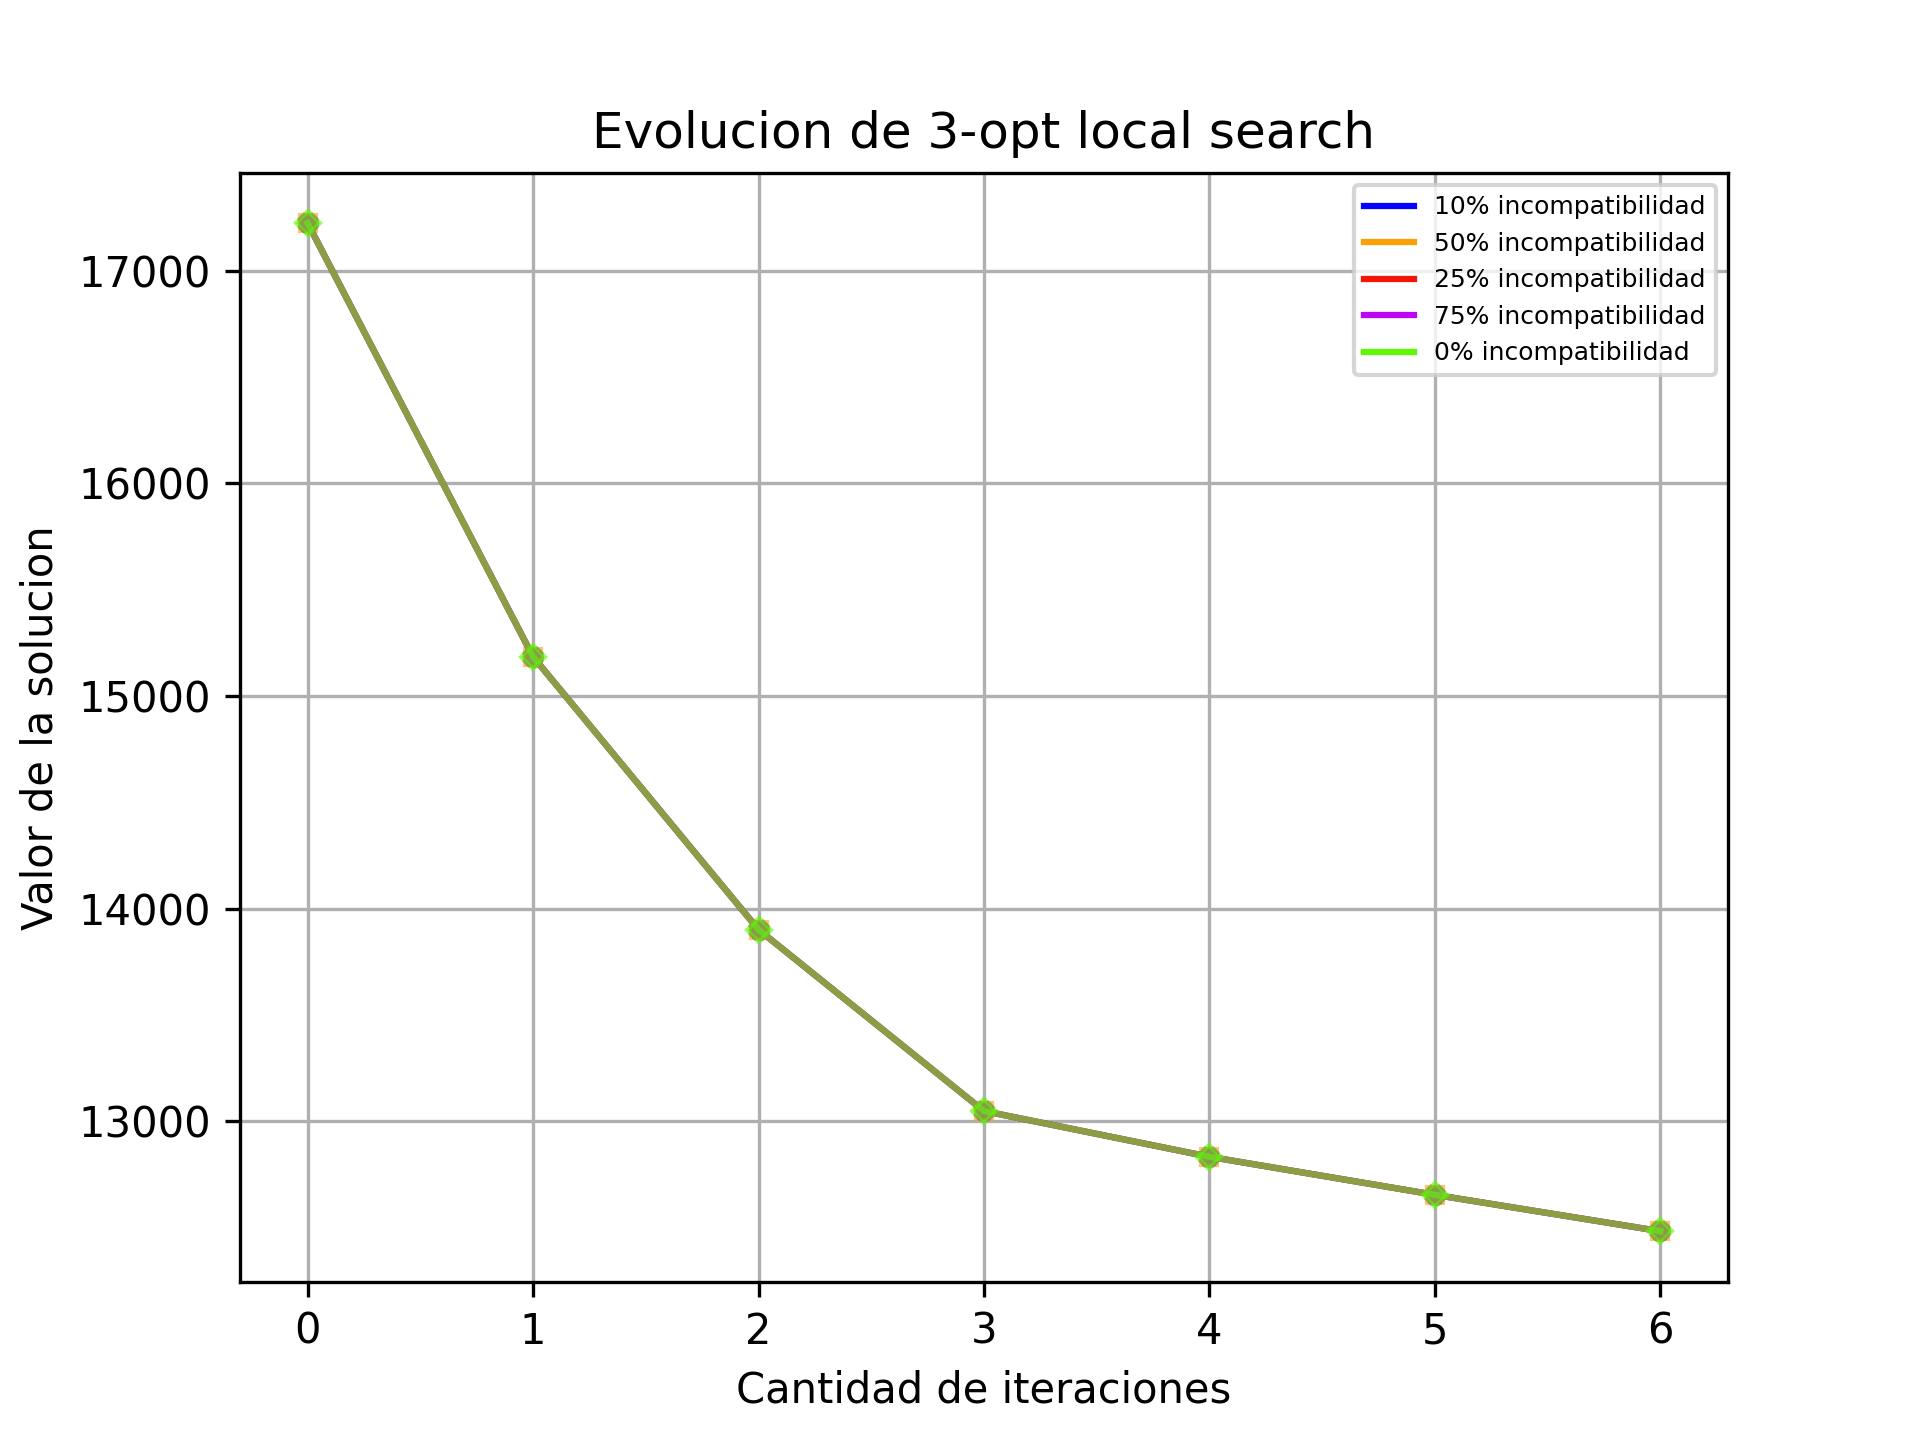 Evolucion de 3-opt local search
10% incompatibilidad
50% incompatibilidad
25% incompatibilidad
75% incompatibilidad
0% incompatibilidad
17000
16000
15000
14000
13000
Valor de la solucion
0 1 2 3 4 5 6
Cantidad de iteraciones